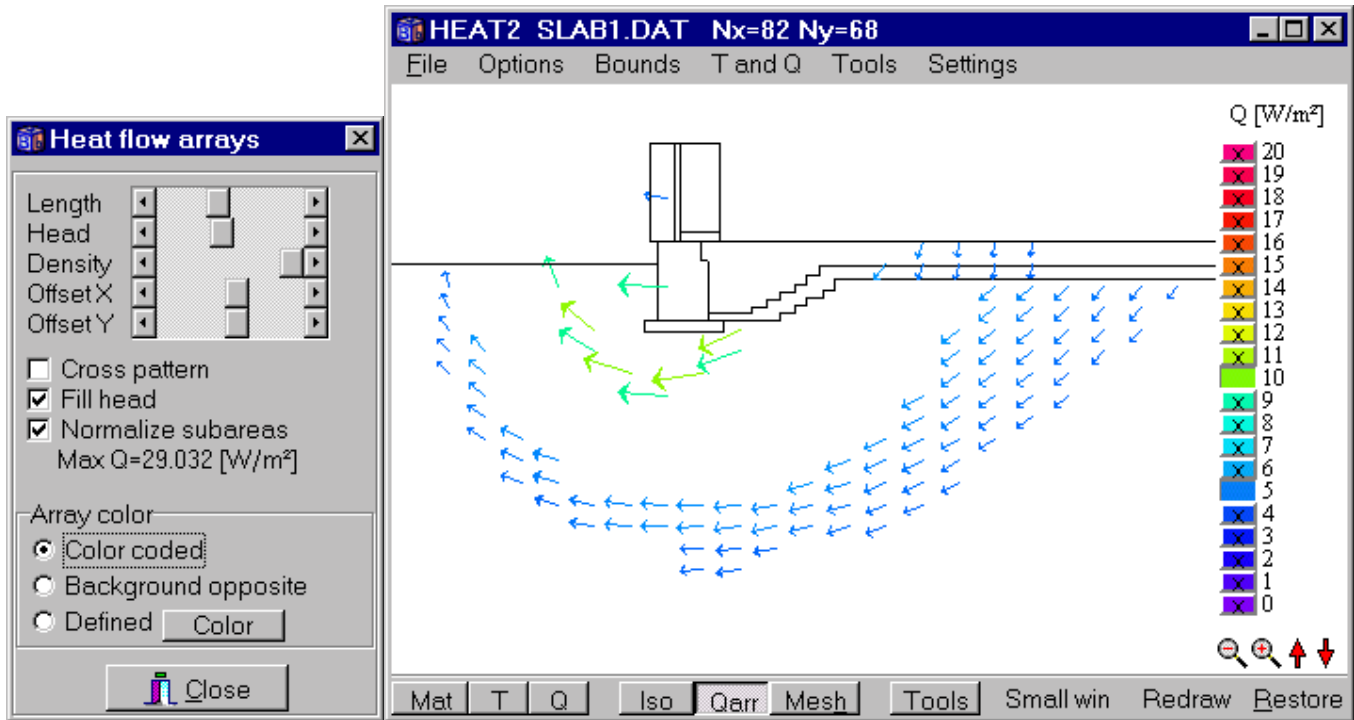 Heat flow arrays
Length
Head
Density
Offset X
Offset Y
Cross pattern
Fill head
Normalize subareas
Max Q=29.032 [W/m²]
Array color
Color coded
Background opposite
Defined Color
Close
HEAT2 SLAB1.DAT Nx=82 Ny=68
File Options Bounds T and Q Tools Settings
Q [W/m²]
X 20
X 19
X 18
X 17
X 16
X 15
X 14
X 13
X 12
X 11
10
X 9
X 8
X 7
X 6
5
X 4
X 3
X 2
X 1
X 0
Mat T Q Iso Qarr Mesh Tools Small win Redraw Restore